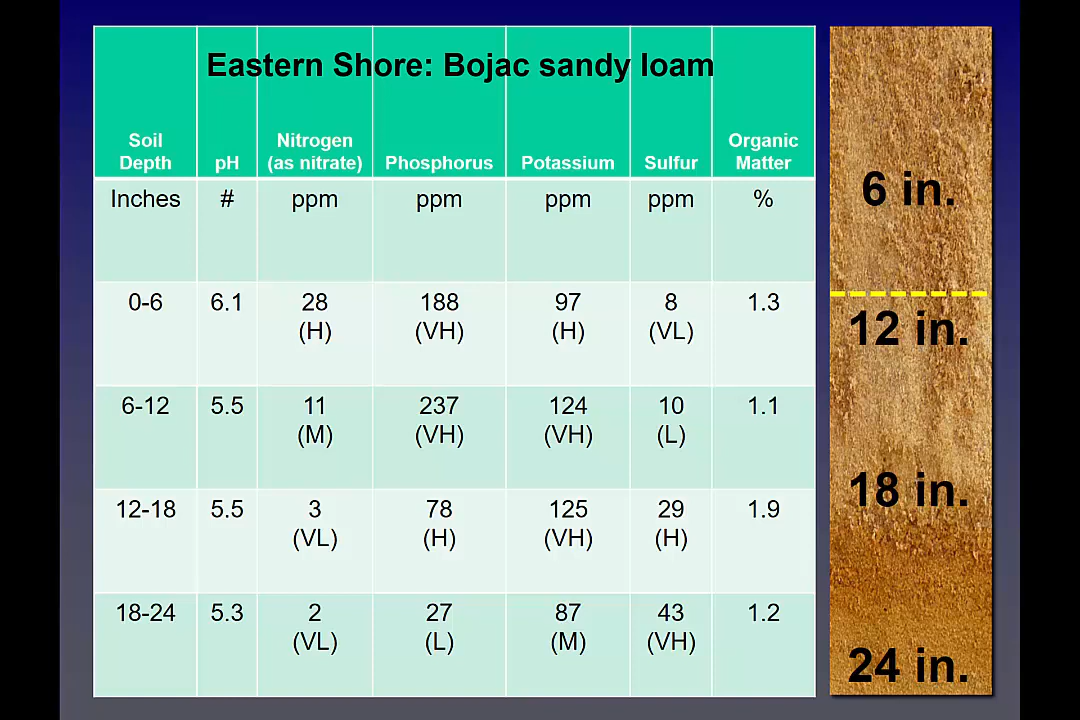 Eastern Shore: Bojac sandy loam
Soil Depth pH Nitrogen (as nitrate) Phosphorus Potassium Sulfur Organic Matter
Inches # ppm ppm ppm ppm %
0-6 6.1 28 (H) 188 (VH) 97 (H) 8 (VL) 1.3
6-12 5.5 11 (M) 237 (VH) 124 (VH) 10 (L) 1.1
12-18 5.5 3 (VL) 78 (H) 125 (VH) 29 (H) 1.9
18-24 5.3 2 (VL) 27 (L) 87 (M) 43 (VH) 1.2
6 in.
12 in.
18 in.
24 in.